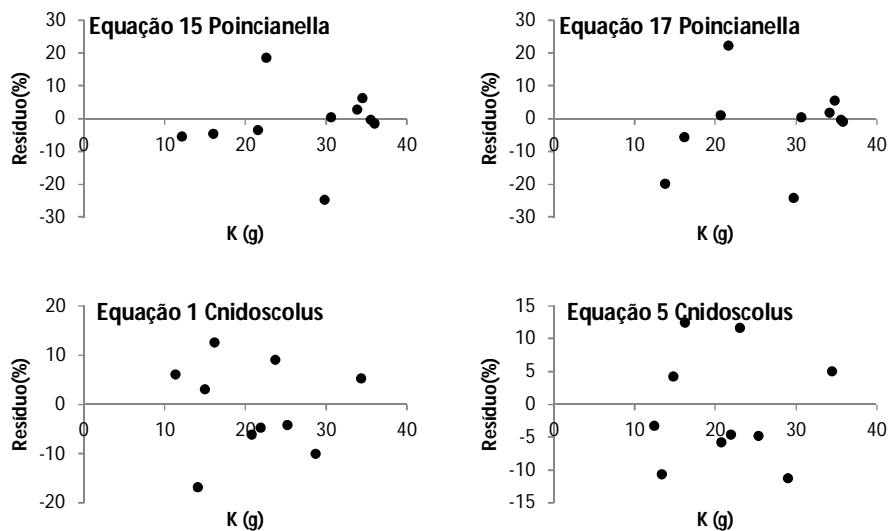 Equação 15 Poincianella
30
20
10
0
-10
-20
-30
0 10 20 30 40
Resíduo(%)
K (g)
Equação 17 Poincianella
30
20
10
0
-10
-20
-30
0 10 20 30 40
Resíduo(%)
K (g)
Equação 1 Cnidoscolus
20
10
0
-10
-20
0 10 20 30 40
Resíduo(%)
K (g)
Equação 5 Cnidoscolus
15
10
5
0
-5
-10
-15
0 10 20 30 40
Resíduo(%)
K (g)